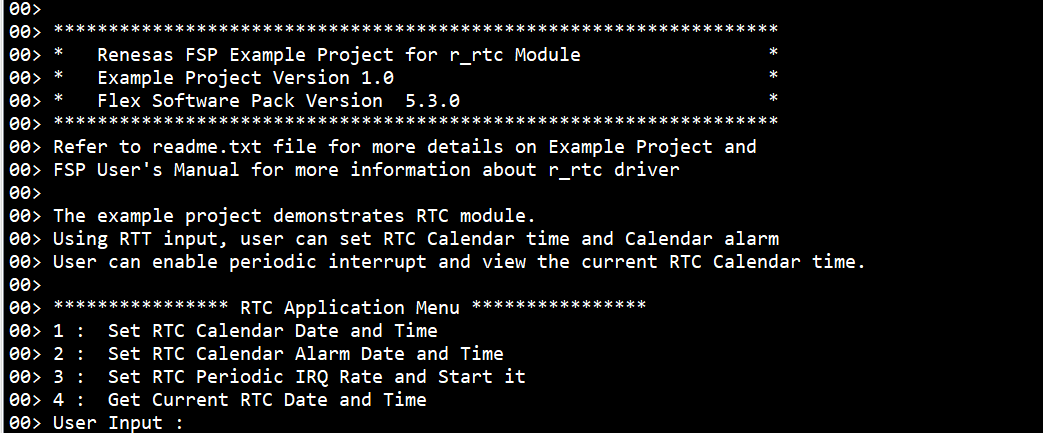 00>
00> ******************************************************************
00> *   Renesas FSP Example Project for r_rtc Module                 *
00> *   Example Project Version 1.0                                  *
00> *   Flex Software Pack Version  5.3.0                            *
00> ******************************************************************
00> Refer to readme.txt file for more details on Example Project and
00> FSP User's Manual for more information about r_rtc driver
00>
00> The example project demonstrates RTC module.
00> Using RTT input, user can set RTC Calendar time and Calendar alarm
00> User can enable periodic interrupt and view the current RTC Calendar time.
00>
00> **************** RTC Application Menu ****************
00> 1 :  Set RTC Calendar Date and Time
00> 2 :  Set RTC Calendar Alarm Date and Time
00> 3 :  Set RTC Periodic IRQ Rate and Start it
00> 4 :  Get Current RTC Date and Time
00> User Input :